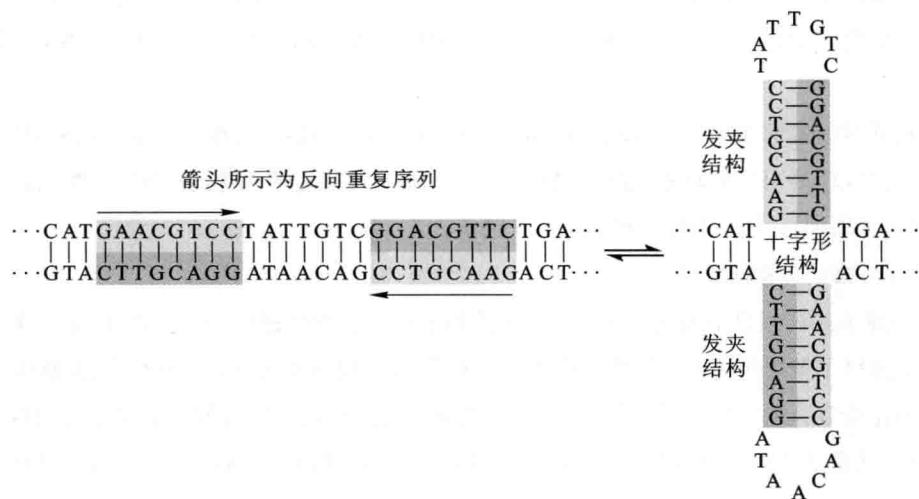 T
T G
A T
T C
C—G
C—G
T—A
G—C
C—G
A—T
A—T
G—C
发夹
结构
箭头所示为反向重复序列
···CATGAACGTCCTATTGTCGGACGTTCTGA···
···GTACTTGCAGGATAACAGCCTGCAAGACT···
···CAT TGA···
十字形
结构
···GTA ACT···
C—G
T—A
T—A
G—C
C—G
A—T
G—C
G—C
发夹
结构
A G
T A
A C
A